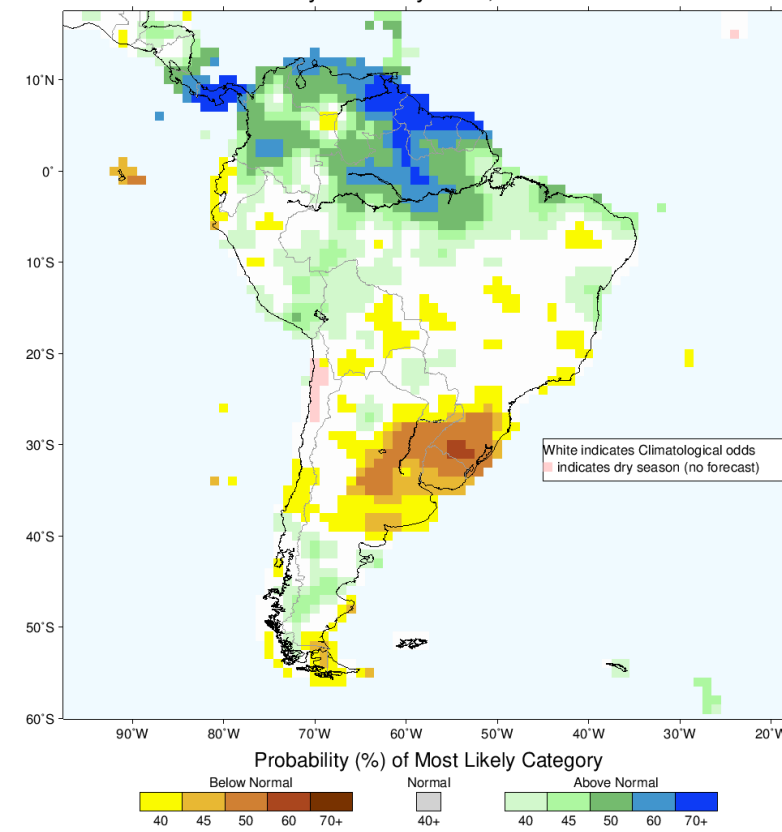 10˚N
0˚
10˚S
20˚S
30˚S
40˚S
50˚S
60˚S
White indicates Climatological odds
indicates dry season (no forecast)
90˚W 80˚W 70˚W 60˚W 50˚W 40˚W 30˚W 20˚W
Probability (%) of Most Likely Category
Below Normal Normal Above Normal
40 45 50 60 70+ 40+ 40 45 50 60 70+